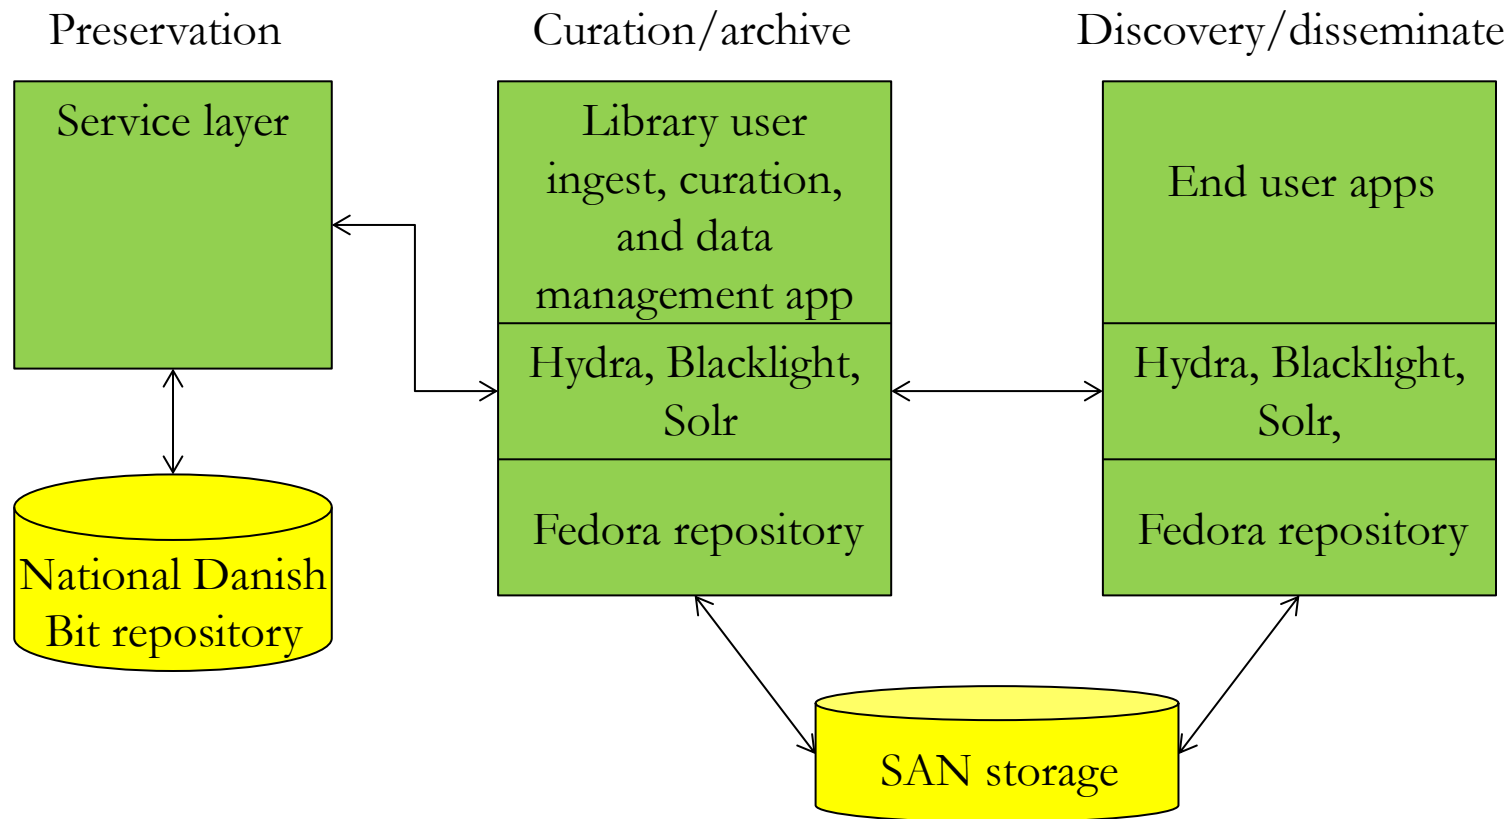 Preservation
Curation/archive
Discovery/disseminate
Service layer
Library user
ingest, curation,
and data
management app
End user apps
Hydra, Blacklight,
Solr
Hydra, Blacklight,
Solr,
Fedora repository
Fedora repository
National Danish
Bit repository
SAN storage